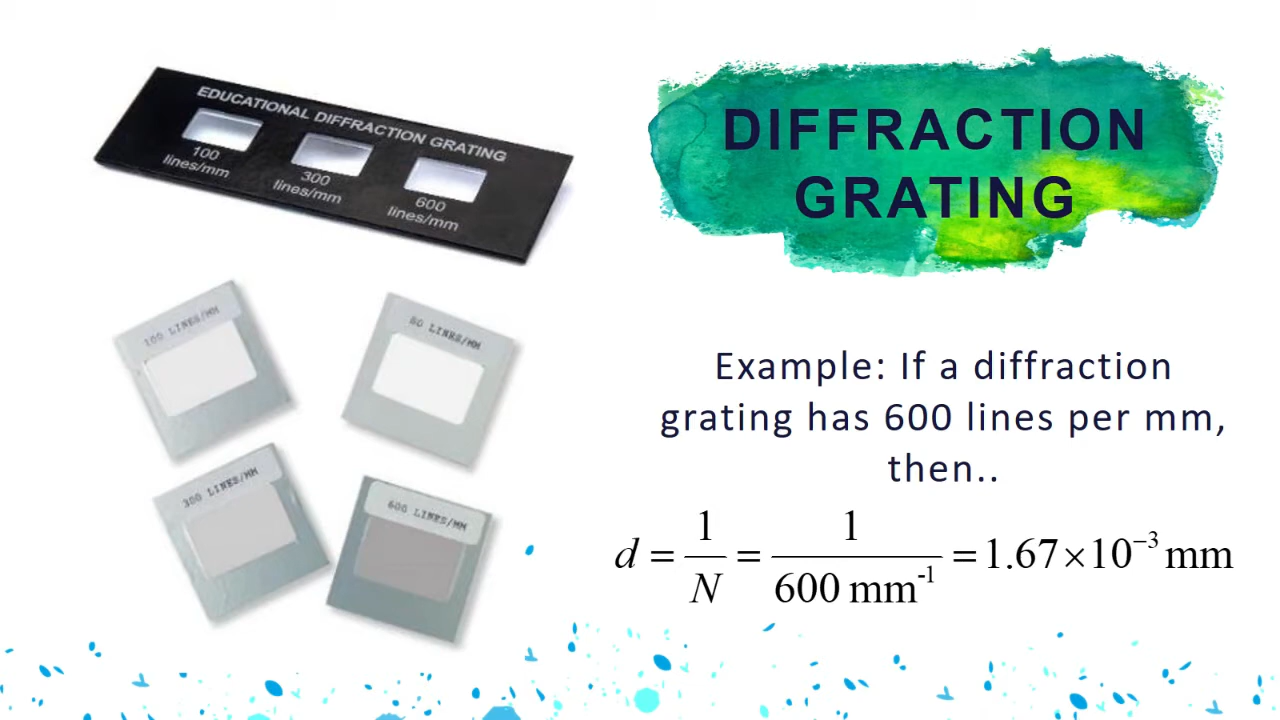 EDUCATIONAL DIFFRACTION GRATING
100
lines/mm
300
lines/mm
600
lines/mm
DIFFRACTION
GRATING
100 LINES/MM
80 LINES/MM
300 LINES/MM
600 LINES/MM
Example: If a diffraction
grating has 600 lines per mm,
then..
d = 1/N = 1/(600 mm⁻¹) = 1.67×10⁻³ mm